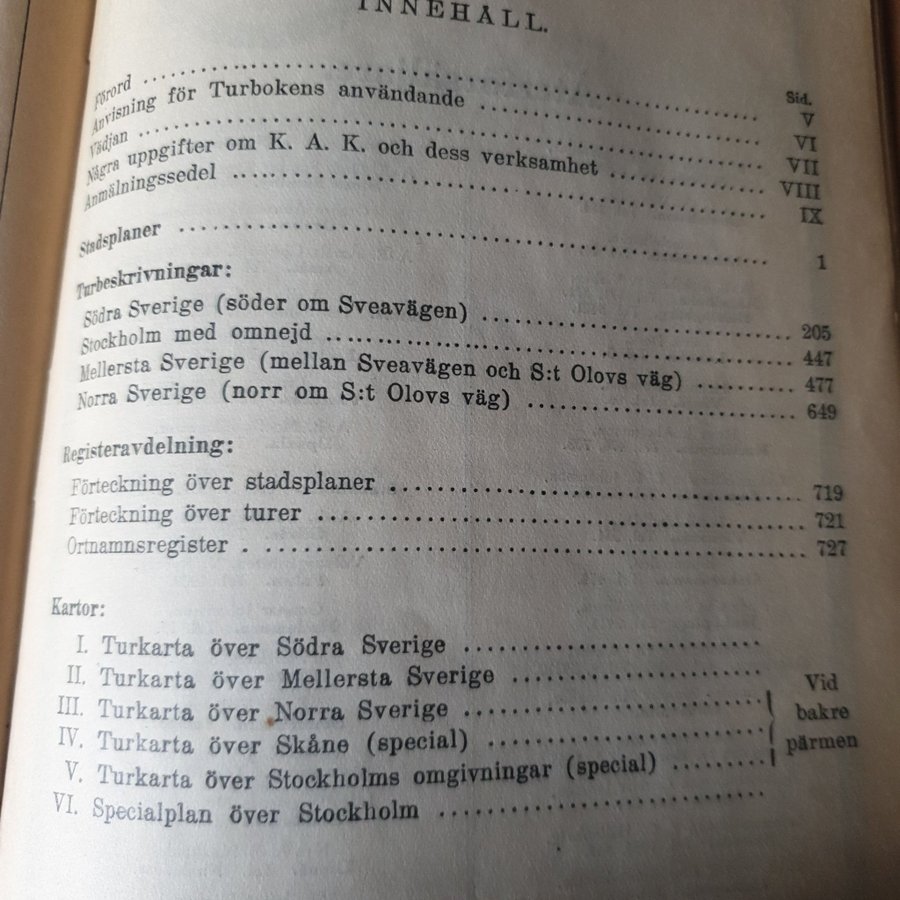 INNEHÅLL.
Sid.
Förord V
Anvisning för Turbokens användande VI
Vädjan VII
Några uppgifter om K. A. K. och dess verksamhet VIII
Anmälningssedel IX
Stadsplaner 1
Turbeskrivningar:
Södra Sverige (söder om Sveavägen) 205
Stockholm med omnejd 447
Mellersta Sverige (mellan Sveavägen och S:t Olovs väg) 477
Norra Sverige (norr om S:t Olovs väg) 649
Registeravdelning:
Förteckning över stadsplaner 719
Förteckning över turer 721
Ortnamnsregister 727
Kartor:
I. Turkarta över Södra Sverige
II. Turkarta över Mellersta Sverige
III. Turkarta över Norra Sverige
IV. Turkarta över Skåne (special)
V. Turkarta över Stockholms omgivningar (special)
VI. Specialplan över Stockholm
Vid
bakre
pärmen